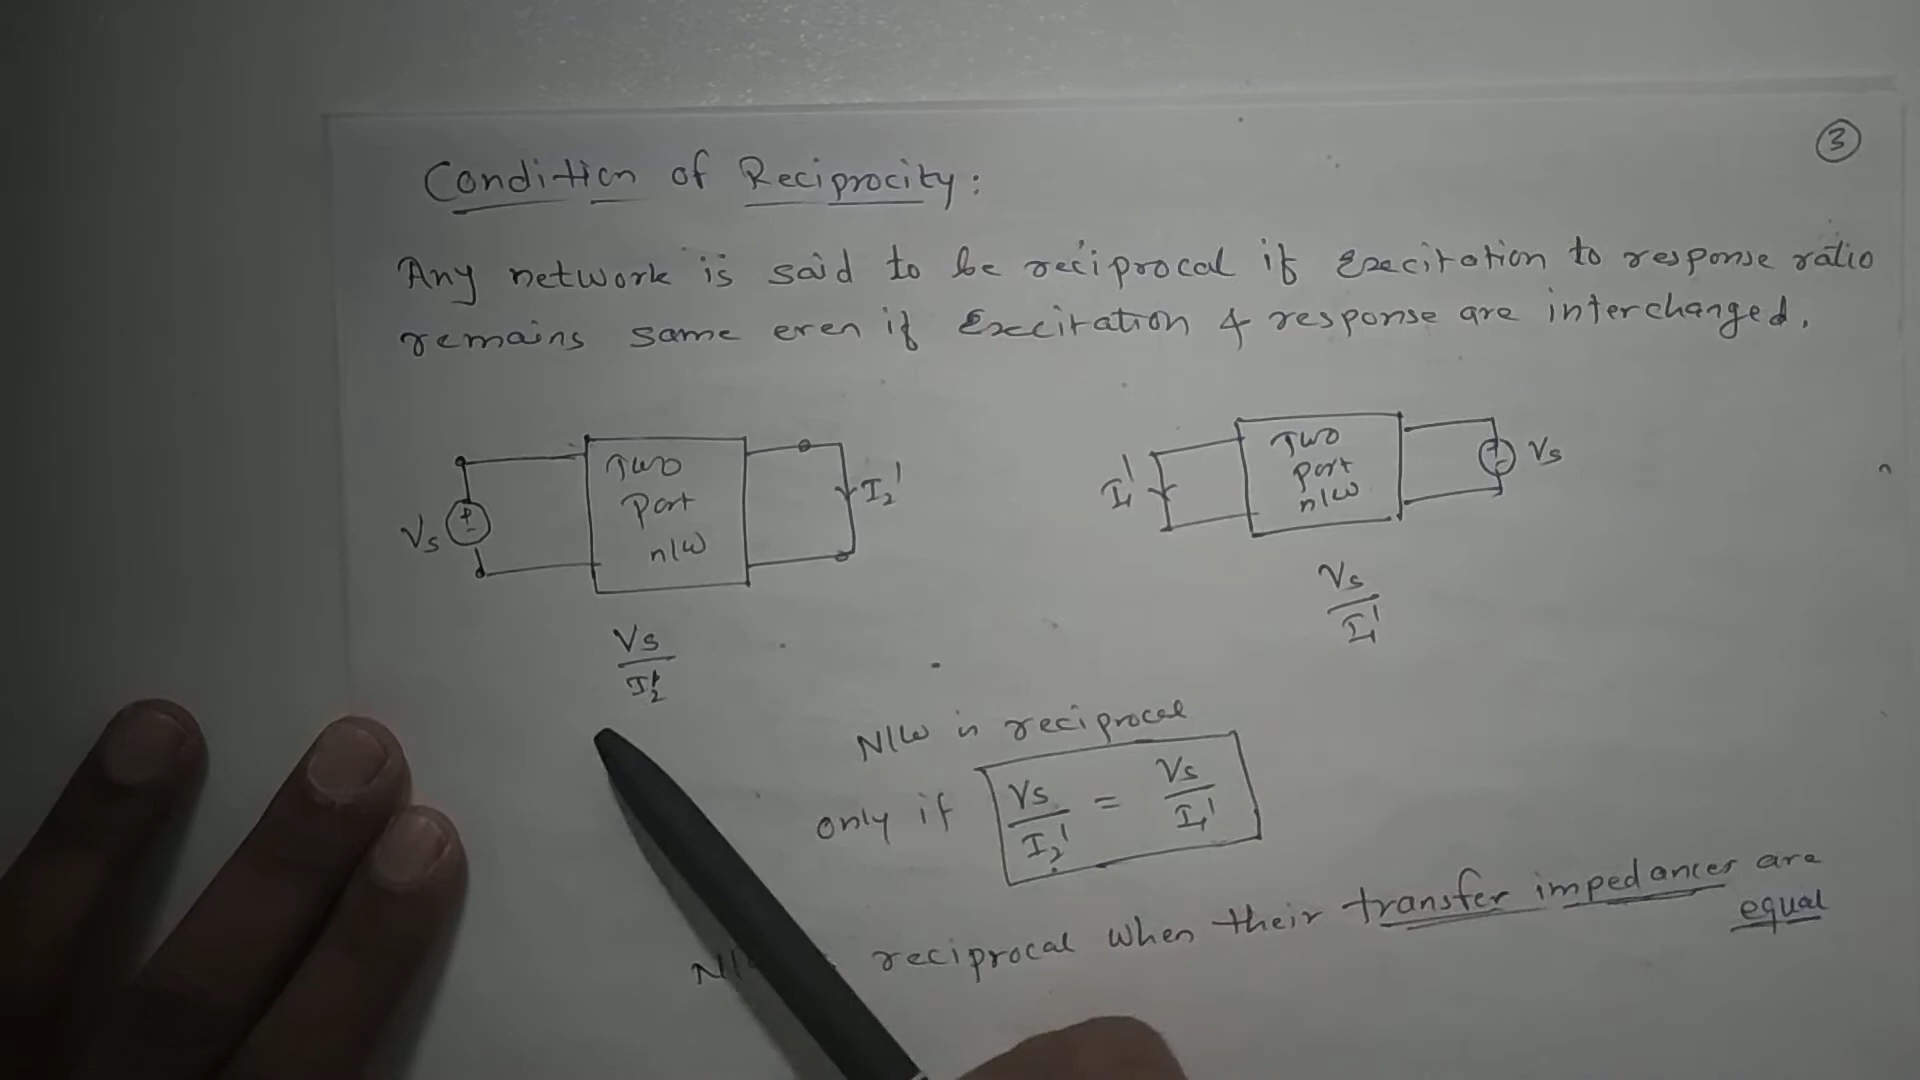 3
Condition of Reciprocity:
Any network is said to be reciprocal if Excitation to response ratio
remains same even if Excitation & response are interchanged.
Vs
+
-
Two
Port
n/w
I2'
I1'
Two
port
n/w
+
-
Vs
Vs
I2'
Vs
I1'
N/w is reciprocal
only if Vs/I2' = Vs/I1'
reciprocal when their transfer impedances are
equal